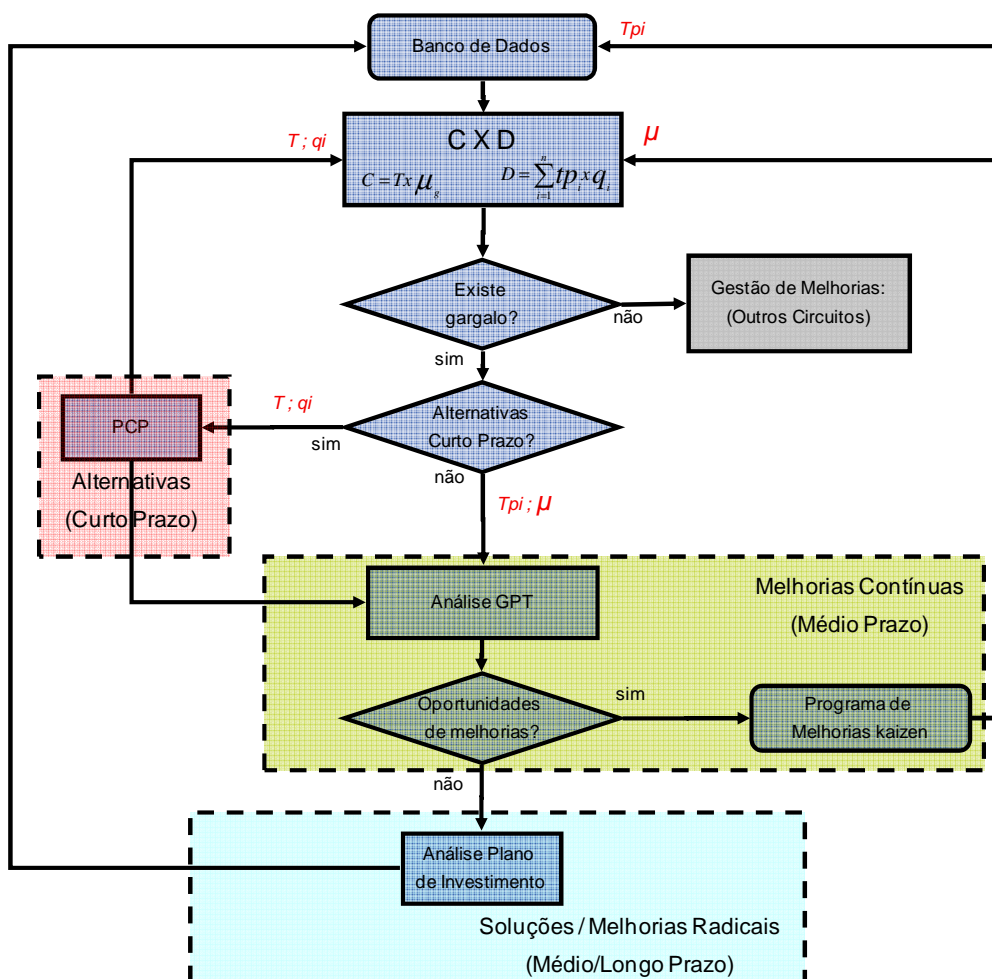 Banco de Dados
Tpi
T ; qi
C X D
µ
C = Tx µg
D = ∑ i=1 n tpi x qi
Existe
gargalo?
não
sim
Gestão de Melhorias:
(Outros Circuitos)
PCP
T ; qi
sim
Alternativas
Curto Prazo?
não
Alternativas
(Curto Prazo)
Tpi ; µ
Análise GPT
Melhorias Contínuas
(Médio Prazo)
Oportunidades
de melhorias?
sim
Programa de
Melhorias kaizen
não
Análise Plano
de Investimento
Soluções / Melhorias Radicais
(Médio/Longo Prazo)